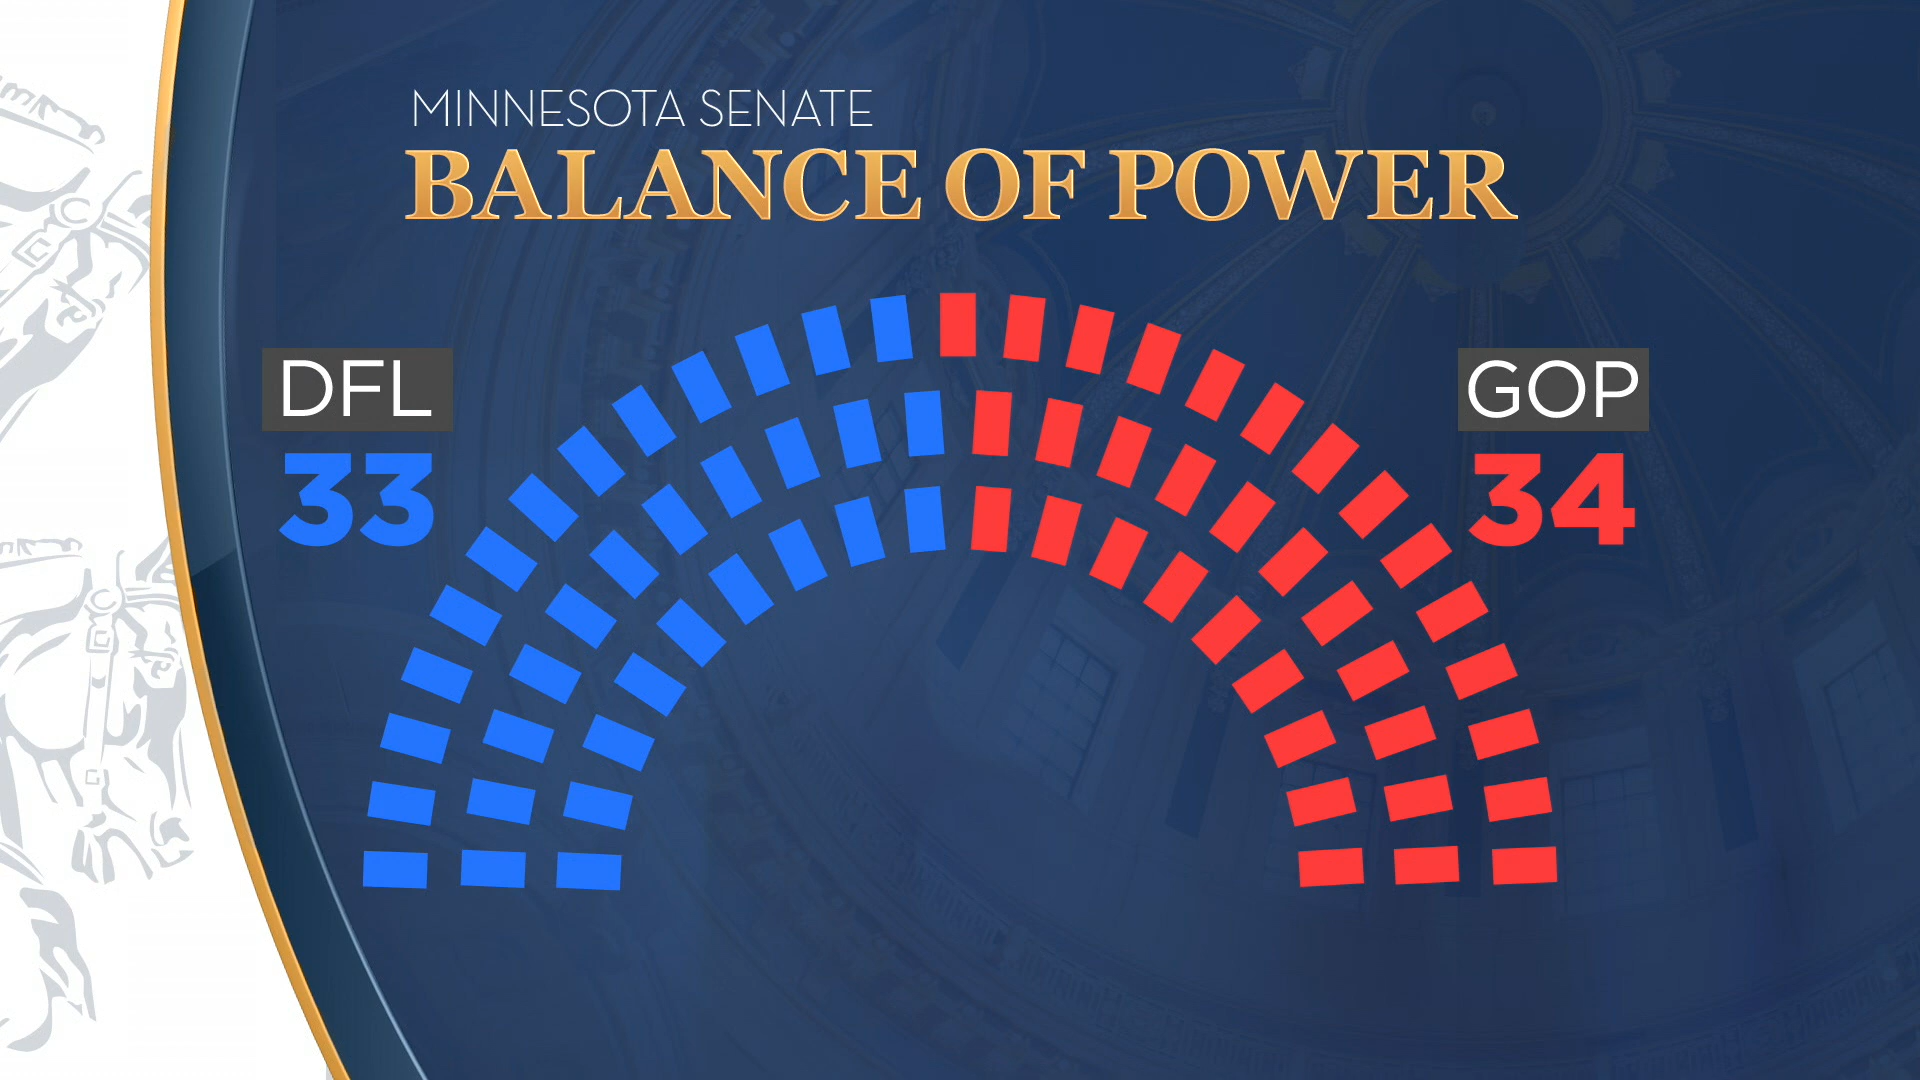 MINNESOTA SENATE
BALANCE OF POWER
DFL
33
GOP
34